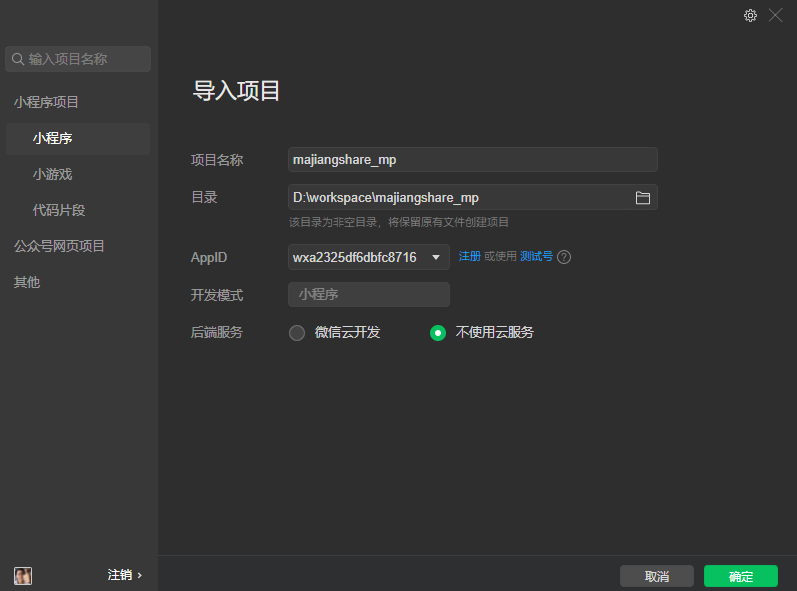 输入项目名称
小程序项目
小程序
小游戏
代码片段
公众号网页项目
其他
注销 ›
导入项目
项目名称 majiangshare_mp
目录 D:\workspace\majiangshare_mp
该目录为非空目录，将保留原有文件创建项目
AppID wxa2325df6dbfc8716 注册 或使用 测试号 ?
开发模式 小程序
后端服务 微信云开发 不使用云服务
取消 确定